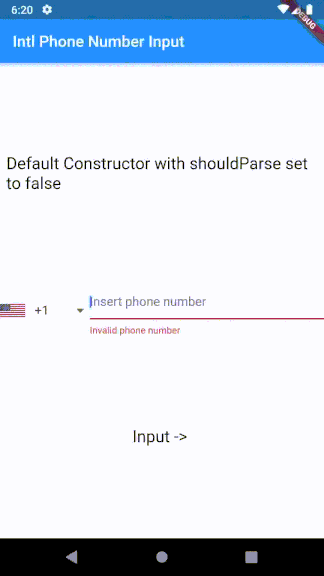 6:20
DEBUG
Intl Phone Number Input
Default Constructor with shouldParse set
to false
Insert phone number
+1
Invalid phone number
Input ->